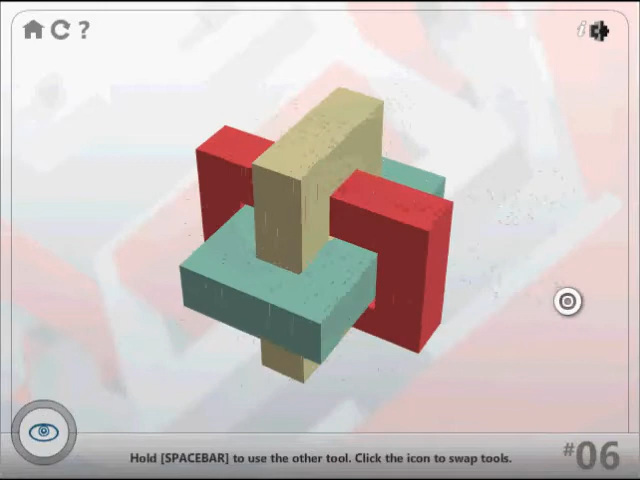 ?
i
Hold [SPACEBAR] to use the other tool. Click the icon to swap tools.
#06